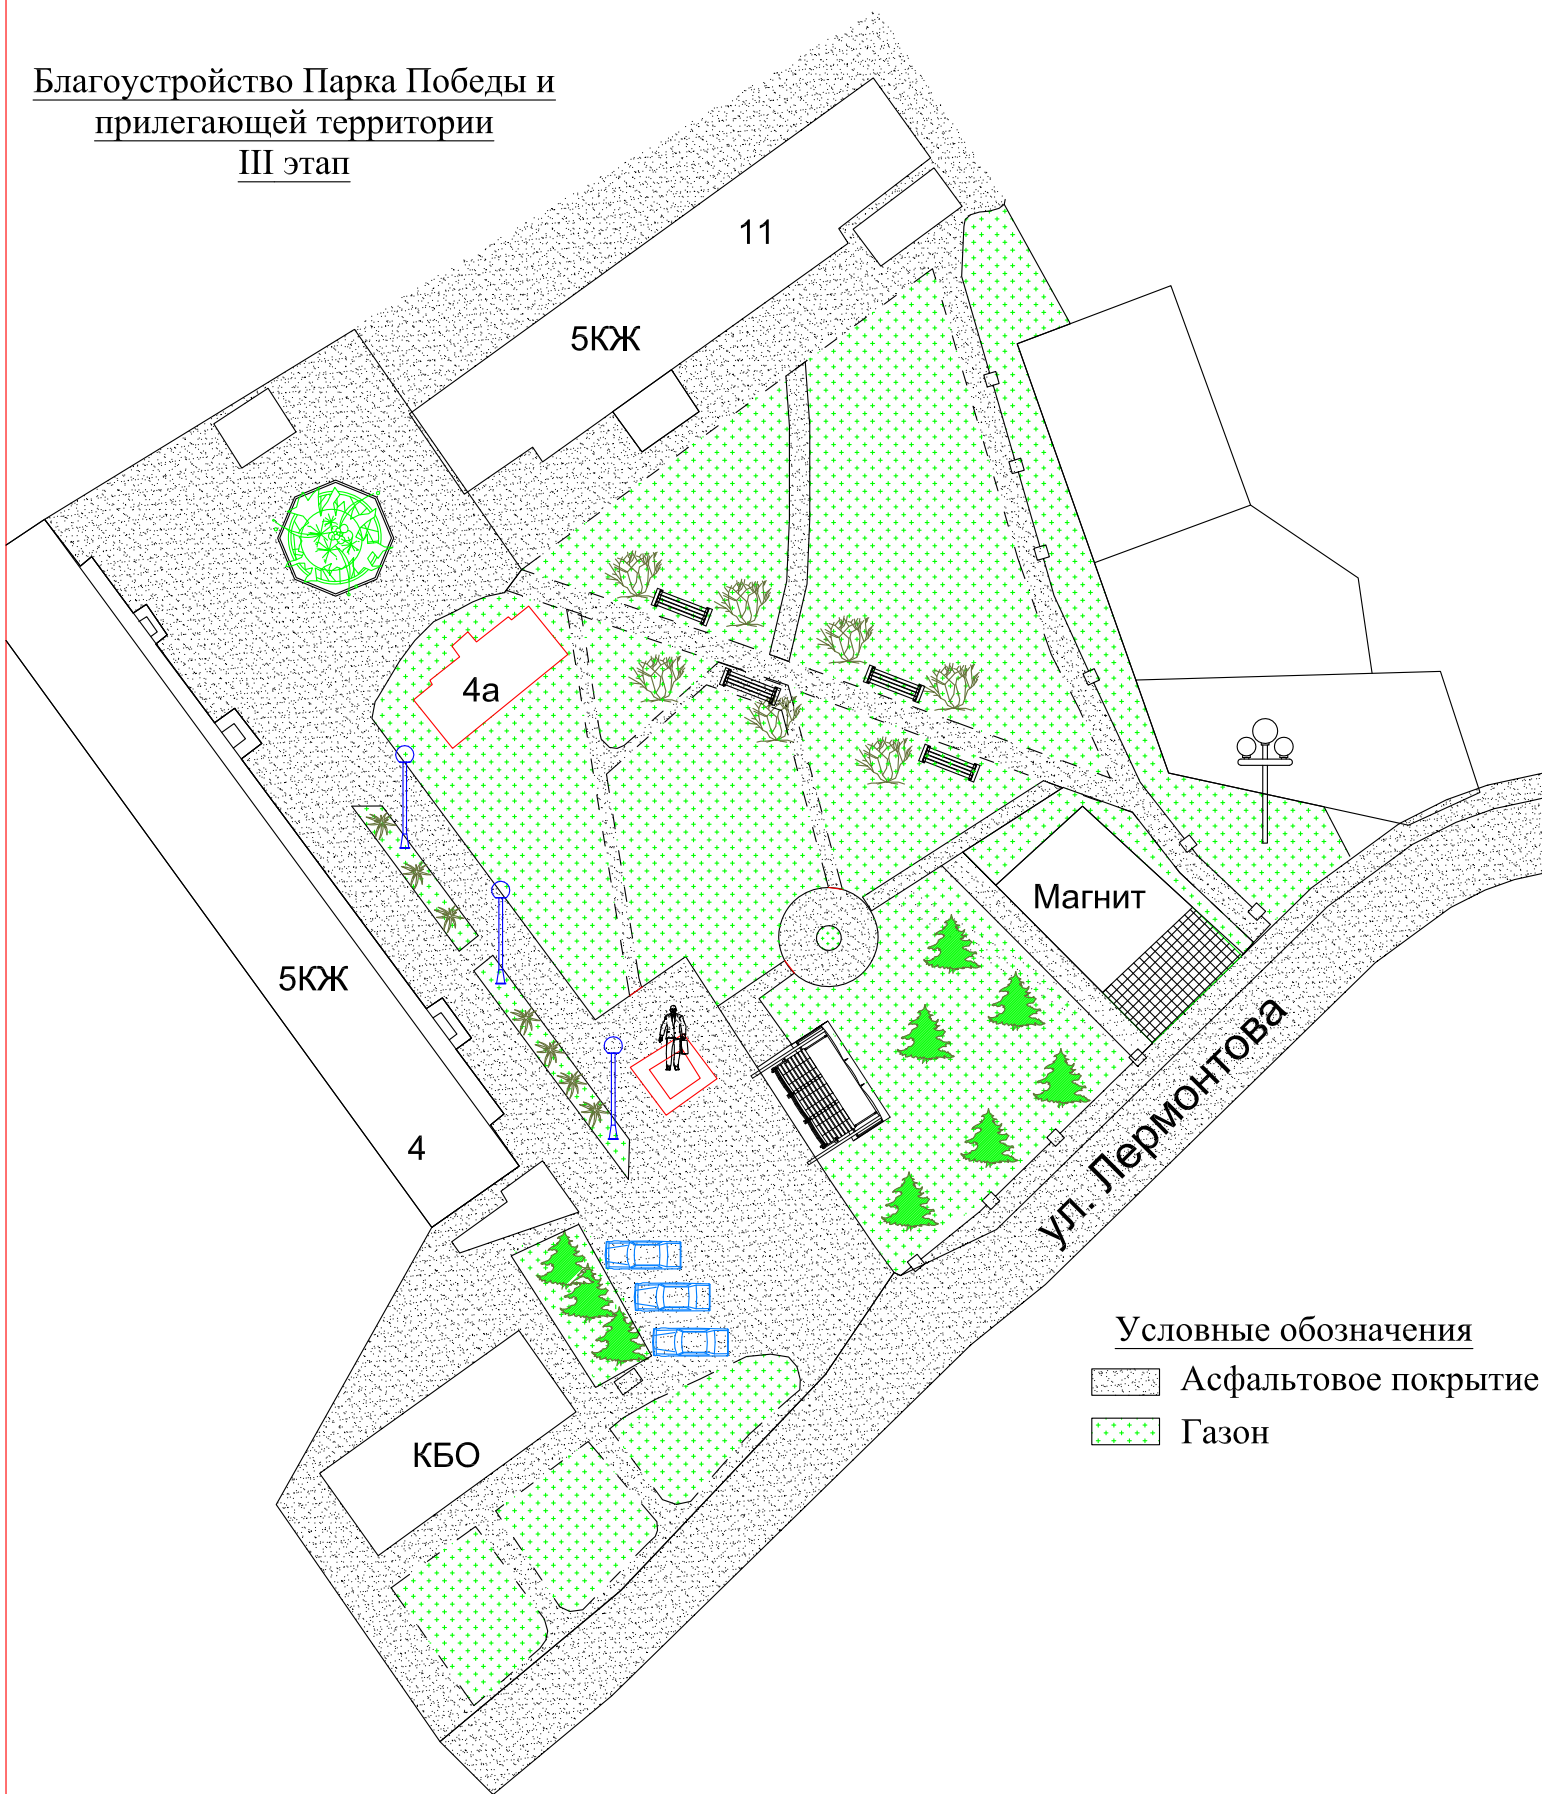 Благоустройство Парка Победы и
прилегающей территории
III этап
11
5КЖ
4а
Магнит
5КЖ
4
ул. Лермонтова
КБО
Условные обозначения
Асфальтовое покрытие
Газон